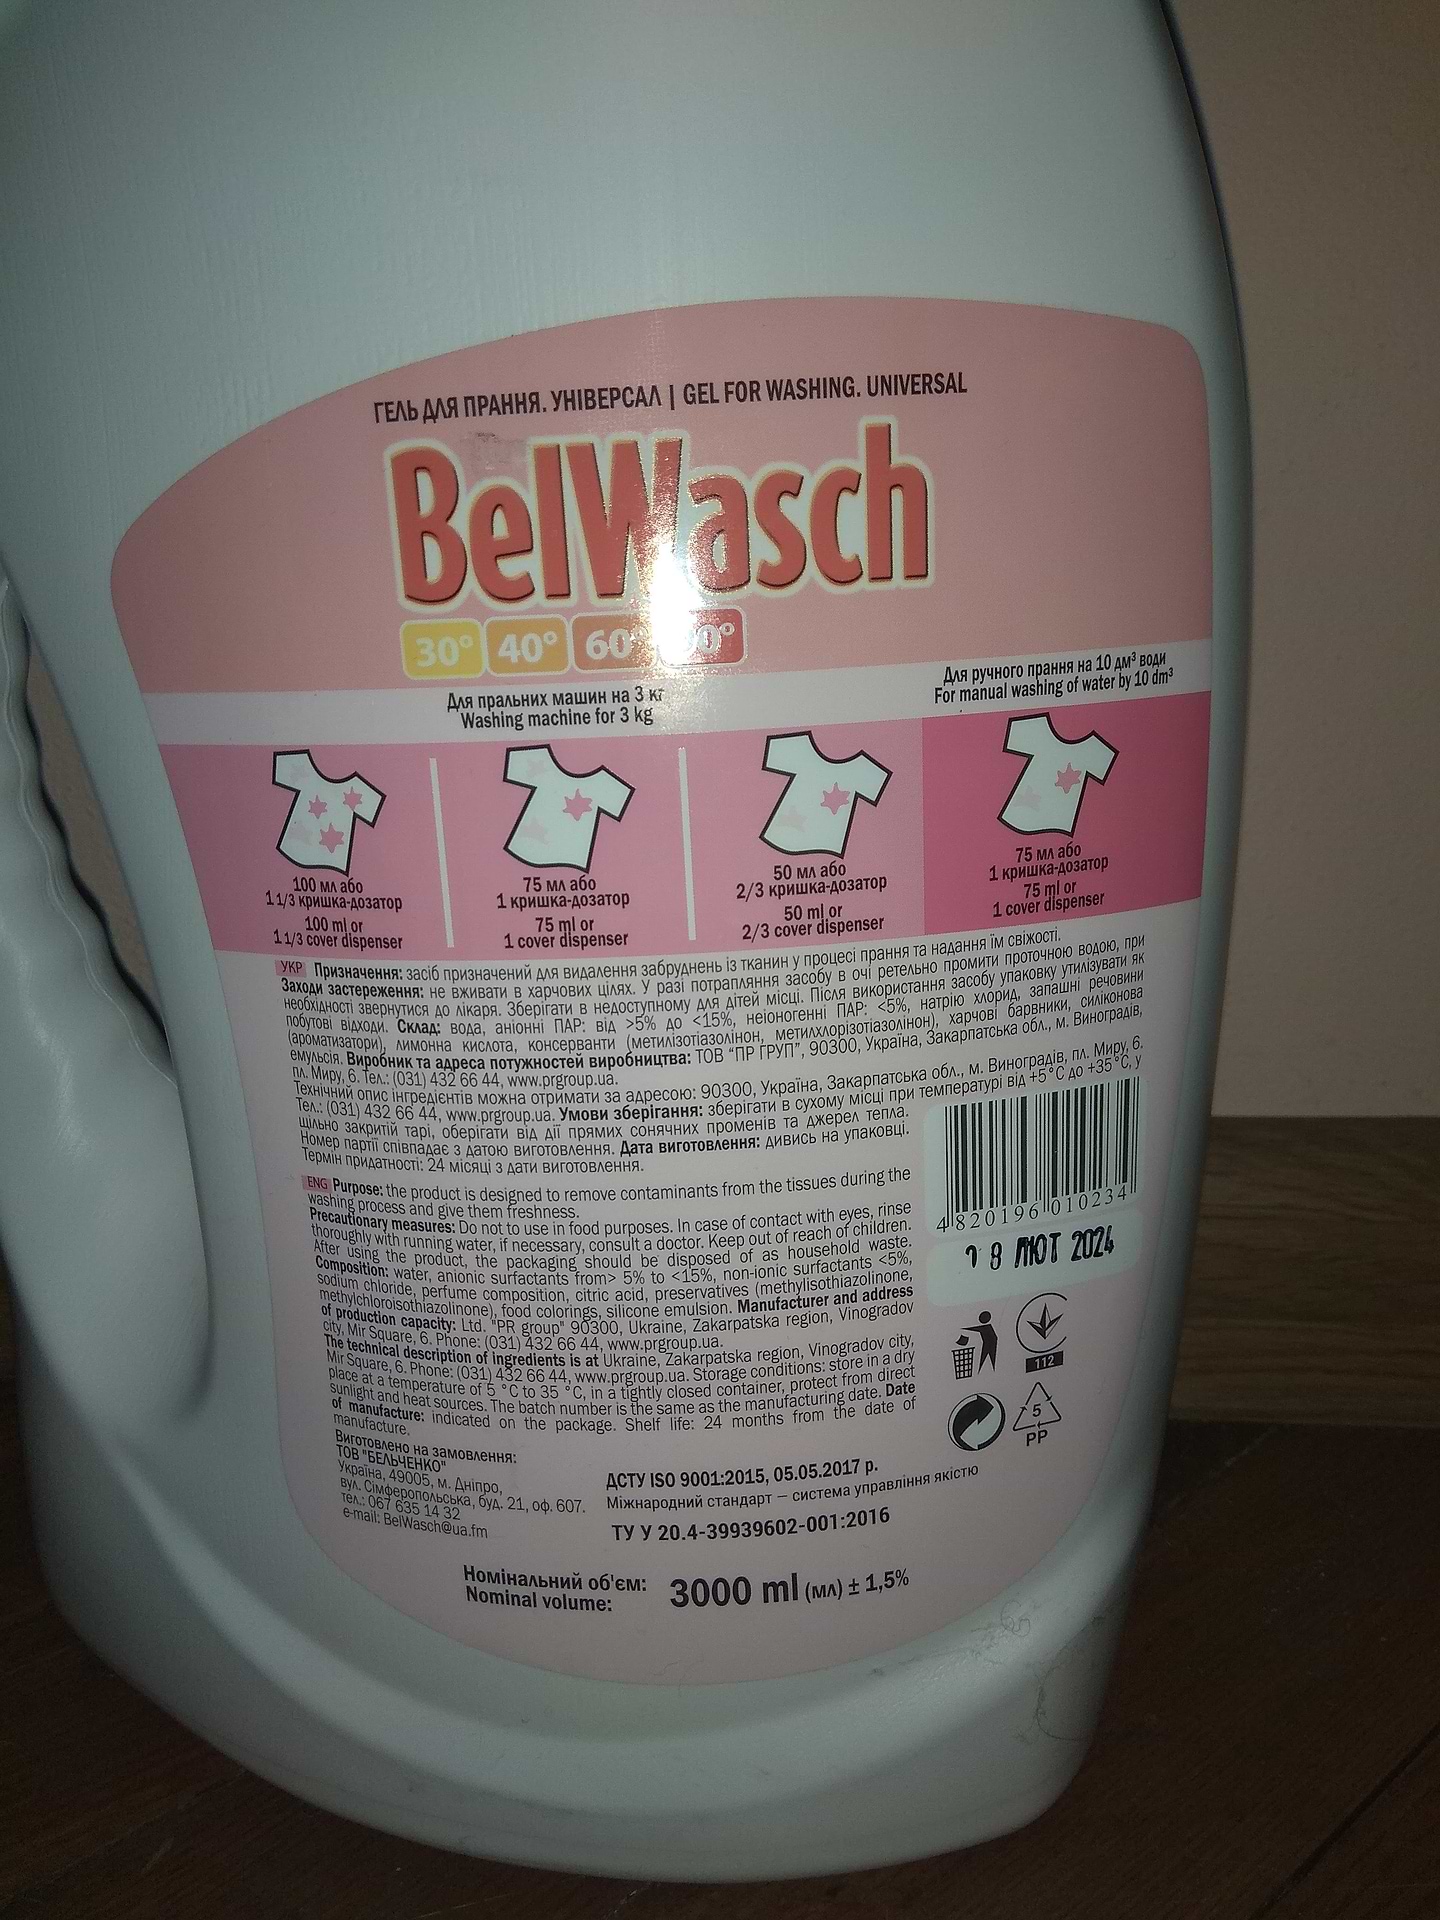 ГЕЛЬ ДЛЯ ПРАННЯ. УНІВЕРСАЛ | GEL FOR WASHING. UNIVERSAL
BelWasch
30° 40° 60° 90°
Для пральних машин на 3 кг
Washing machine for 3 kg
Для ручного прання на 10 дм³ води
For manual washing of water by 10 dm³
100 мл або
1 1/3 кришка-дозатор
100 ml or
1 1/3 cover dispenser
75 мл або
1 кришка-дозатор
75 ml or
1 cover dispenser
50 мл або
2/3 кришка-дозатор
50 ml or
2/3 cover dispenser
75 мл або
1 кришка-дозатор
75 ml or
1 cover dispenser
УКР Призначення: засіб призначений для видалення забруднень із тканин у процесі прання та надання їм свіжості.
Заходи застереження: не вживати в харчових цілях. У разі потрапляння засобу в очі ретельно промити проточною водою, при
необхідності звернутися до лікаря. Зберігати в недоступному для дітей місці. Після використання засобу упаковку утилізувати як
побутові відходи. Склад: вода, аніонні ПАР: від >5% до <15%, неіоногенні ПАР: <5%, натрію хлорид, запашні речовини
(ароматизатори), лимонна кислота, консерванти (метилізотіазолінон, метилхлорізотіазолінон), харчові барвники, силіконова
емульсія. Виробник та адреса потужностей виробництва: ТОВ "ПР ГРУП", 90300, Україна, Закарпатська обл., м. Виноградів,
пл. Миру, 6. Тел.: (031) 432 66 44, www.prgroup.ua.
Технічний опис інгредієнтів можна отримати за адресою: 90300, Україна, Закарпатська обл., м. Виноградів, пл. Миру, 6.
Тел.: (031) 432 66 44, www.prgroup.ua. Умови зберігання: зберігати в сухому місці при температурі від +5°C до +35°C, у
щільно закритій тарі, оберігати від дії прямих сонячних променів та джерел тепла.
Номер партії співпадає з датою виготовлення. Дата виготовлення: дивись на упаковці.
Термін придатності: 24 місяці з дати виготовлення.
ENG Purpose: the product is designed to remove contaminants from the tissues during the
washing process and give them freshness.
Precautionary measures: Do not to use in food purposes. In case of contact with eyes, rinse
thoroughly with running water, if necessary, consult a doctor. Keep out of reach of children.
After using the product, the packaging should be disposed of as household waste.
Composition: water, anionic surfactants from> 5% to <15%, non-ionic surfactants <5%,
sodium chloride, perfume composition, citric acid, preservatives (methylisothiazolinone,
methylchloroisothiazolinone), food colorings, silicone emulsion. Manufacturer and address
of production capacity: Ltd. "PR group" 90300, Ukraine, Zakarpatska region, Vinogradov
city, Mir Square, 6. Phone: (031) 432 66 44, www.prgroup.ua.
The technical description of ingredients is at Ukraine, Zakarpatska region, Vinogradov city,
Mir Square, 6. Phone: (031) 432 66 44, www.prgroup.ua. Storage conditions: store in a dry
place at a temperature of 5 °C to 35 °C, in a tightly closed container, protect from direct
sunlight and heat sources. The batch number is the same as the manufacturing date. Date
of manufacture: indicated on the package. Shelf life: 24 months from the date of
manufacture.
4 820196 010234
18 ЛЮТ 2024
112
5
PP
Виготовлено на замовлення:
ТОВ "БЕЛЬЧЕНКО"
Україна, 49005, м. Дніпро,
вул. Сімферопольська, буд. 21, оф. 607.
тел.: 067 635 14 32
e-mail: BelWasch@ua.fm
ДСТУ ISO 9001:2015, 05.05.2017 р.
Міжнародний стандарт – система управління якістю
ТУ У 20.4-39939602-001:2016
Номінальний об'єм: 3000 ml (мл) ± 1,5%
Nominal volume: